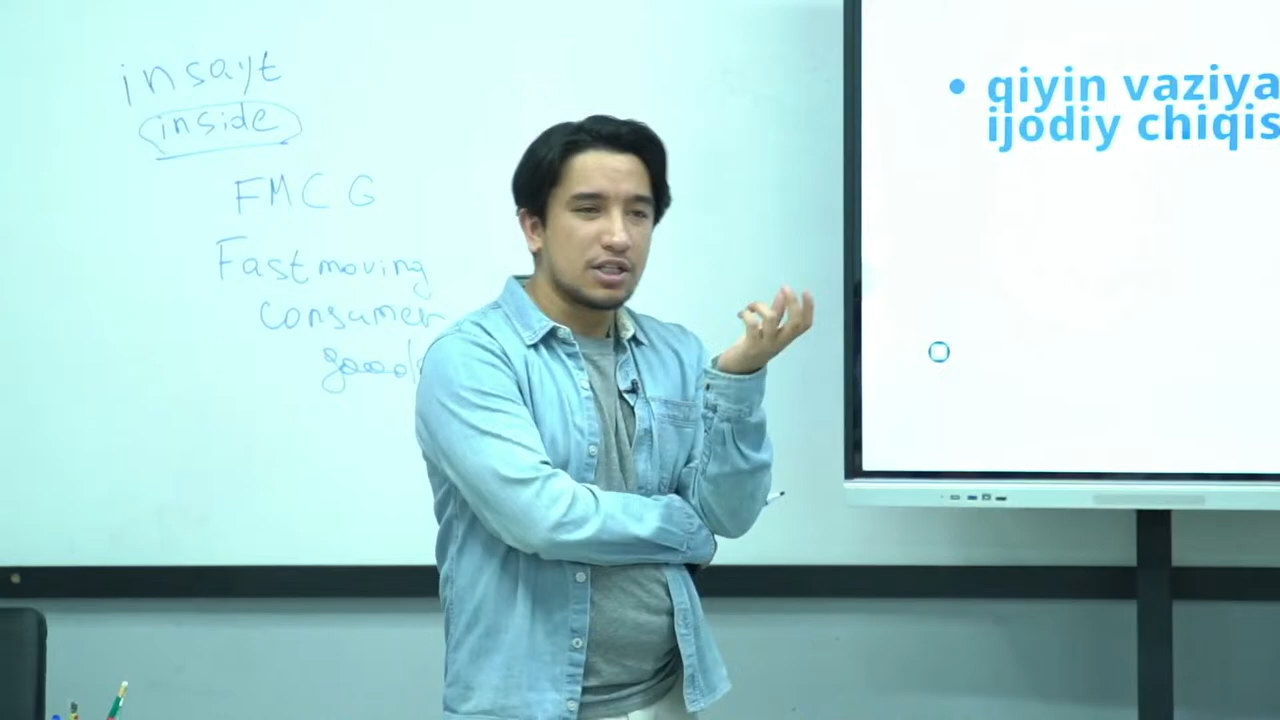 insayt
inside
FMCG
Fast moving
consumer
• qiyin vaziya
ijodiy chiqis